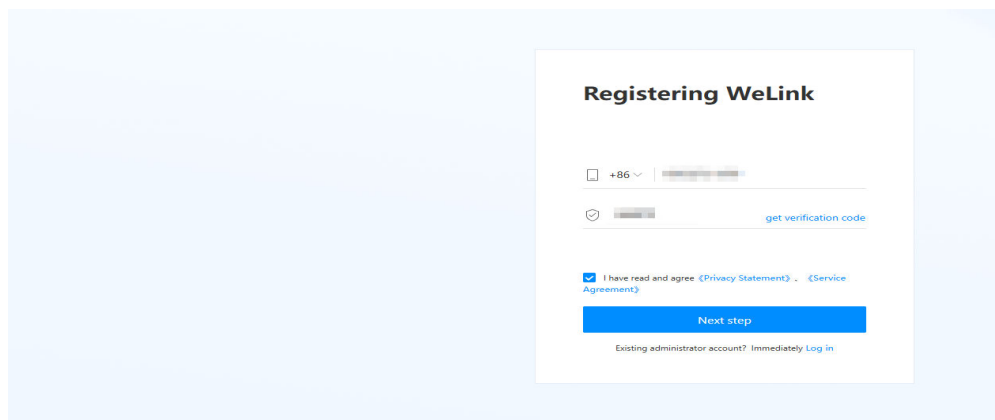 Registering WeLink
+86
get verification code
I have read and agree 《Privacy Statement》 、 《Service
Agreement》
Next step
Existing administrator account? Immediately Log in